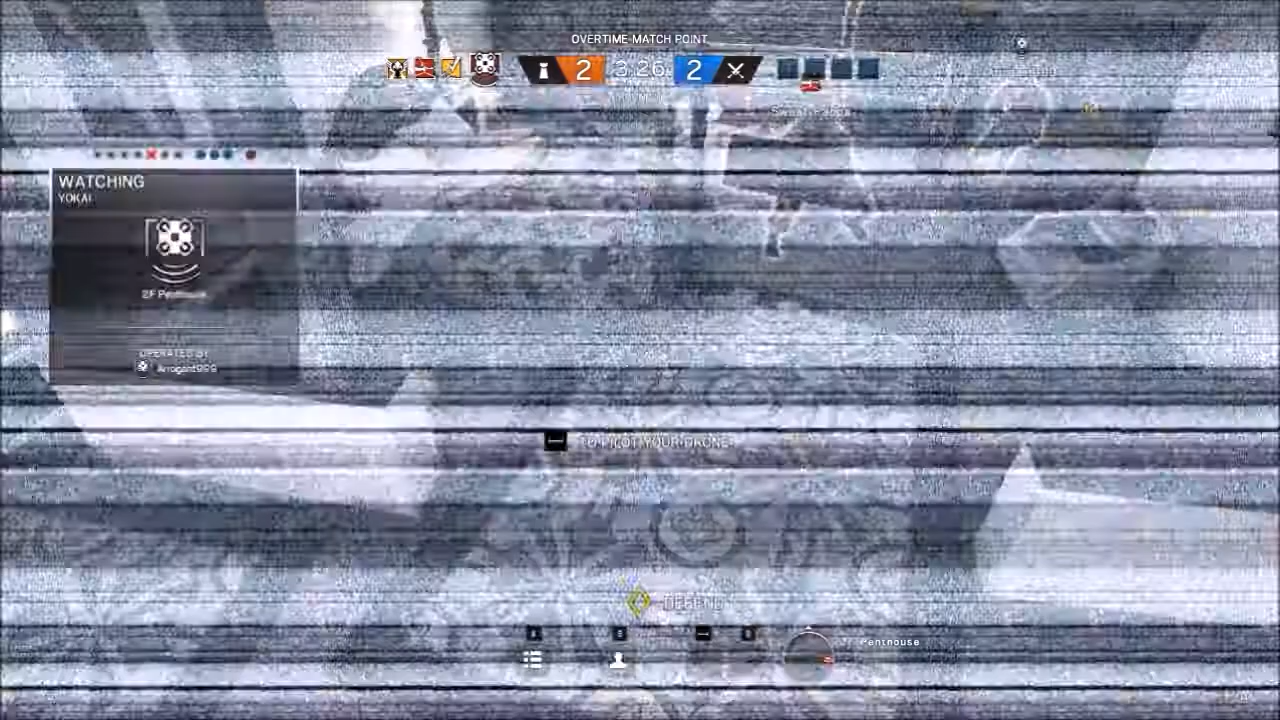 OVERTIME-MATCH POINT
2 3:26 2
WATCHING
YOKAI
2F Penthouse
OPERATED BY
Arrogant999
TO PILOT YOUR DRONE
DEFEND
Penthouse